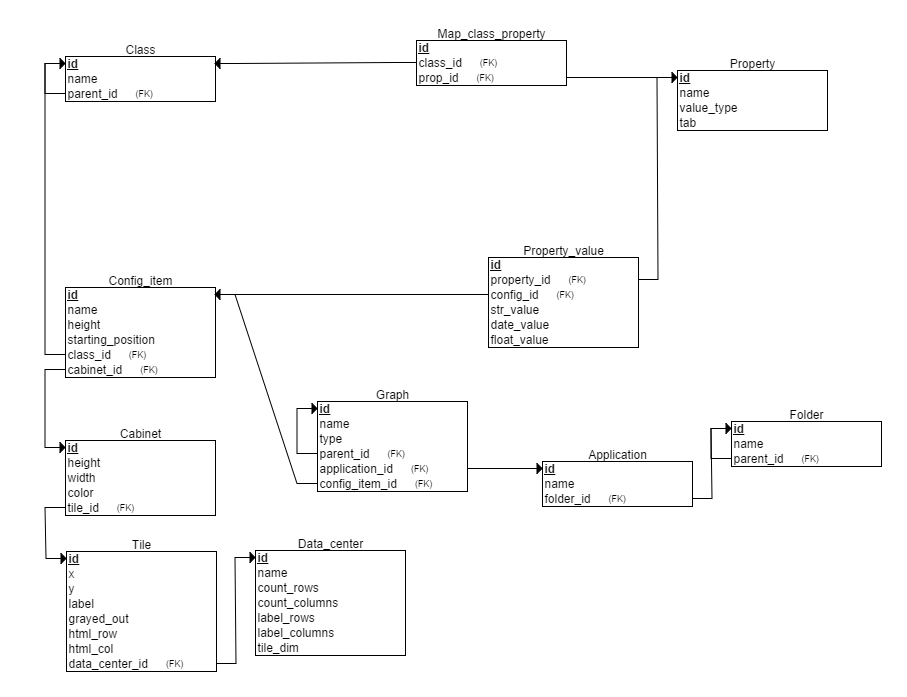 Class
id
name
parent_id (FK)
Map_class_property
id
class_id (FK)
prop_id (FK)
Property
id
name
value_type
tab
Property_value
id
property_id (FK)
config_id (FK)
str_value
date_value
float_value
Config_item
id
name
height
starting_position
class_id (FK)
cabinet_id (FK)
Graph
id
name
type
parent_id (FK)
application_id (FK)
config_item_id (FK)
Folder
id
name
parent_id (FK)
Application
id
name
folder_id (FK)
Cabinet
id
height
width
color
tile_id (FK)
Tile
id
x
y
label
grayed_out
html_row
html_col
data_center_id (FK)
Data_center
id
name
count_rows
count_columns
label_rows
label_columns
tile_dim